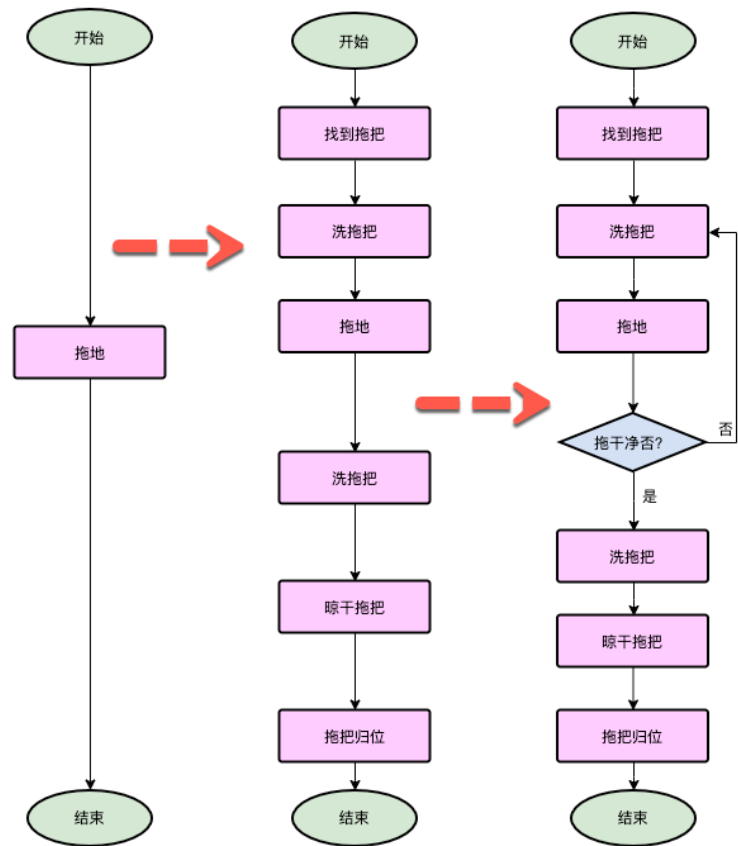 开始
拖地
结束
开始
找到拖把
洗拖把
拖地
洗拖把
晾干拖把
拖把归位
结束
开始
找到拖把
洗拖把
拖地
拖干净否?
否
是
洗拖把
晾干拖把
拖把归位
结束